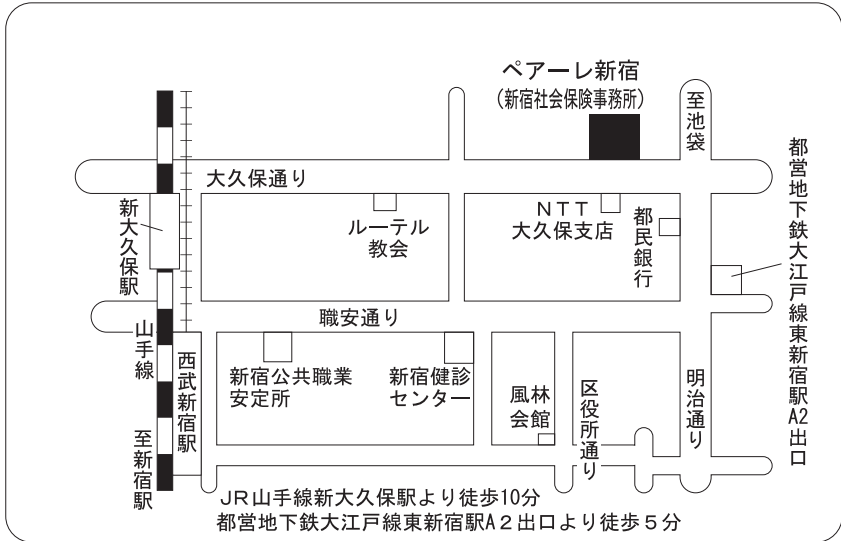 ペアーレ新宿
（新宿社会保険事務所）
至池袋
大久保通り
新大久保駅
ルーテル
教会
ＮＴＴ
大久保支店
都民銀行
都営地下鉄大江戸線東新宿駅A2出口
職安通り
山手線
西武新宿駅
新宿公共職業
安定所
新宿健診
センター
風林
会館
区役所通り
明治通り
至新宿駅
ＪＲ山手線新大久保駅より徒歩10分
都営地下鉄大江戸線東新宿駅A２出口より徒歩５分